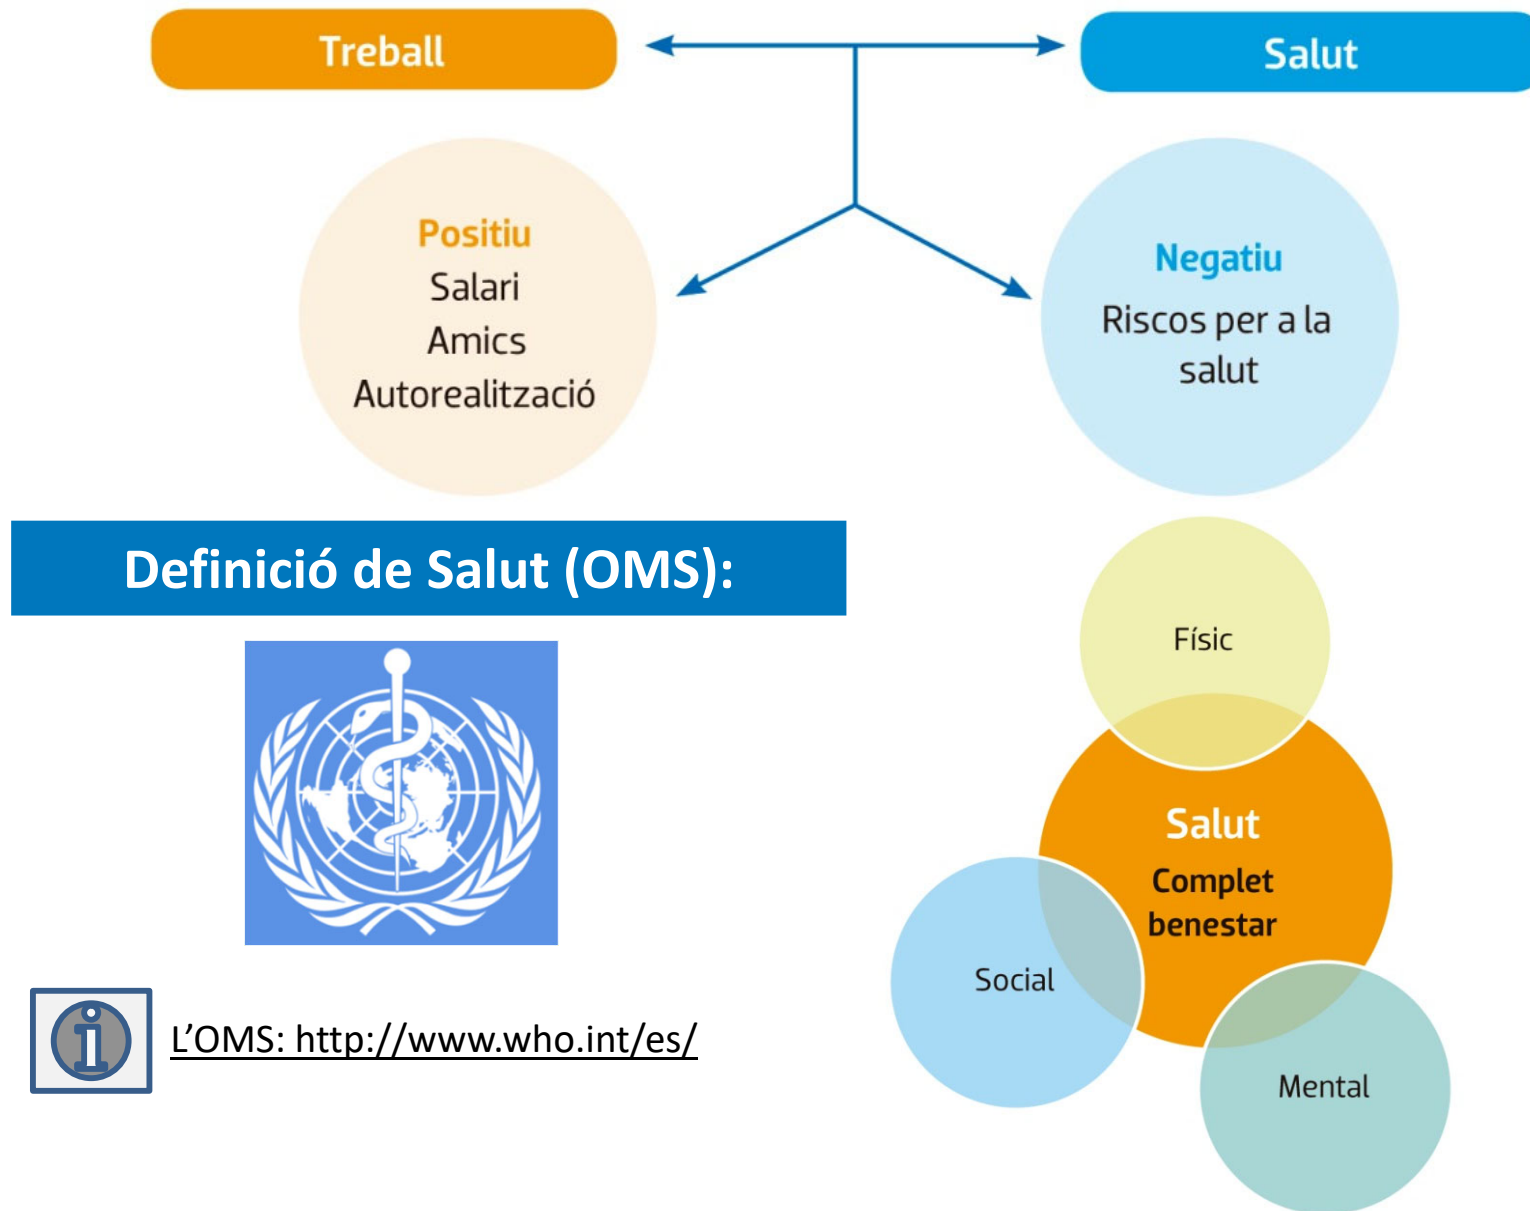 Treball
Salut
Positiu
Salari
Amics
Autorealització
Negatiu
Riscos per a la
salut
Definició de Salut (OMS):
Físic
Salut
Complet
benestar
Social
Mental
L’OMS: http://www.who.int/es/